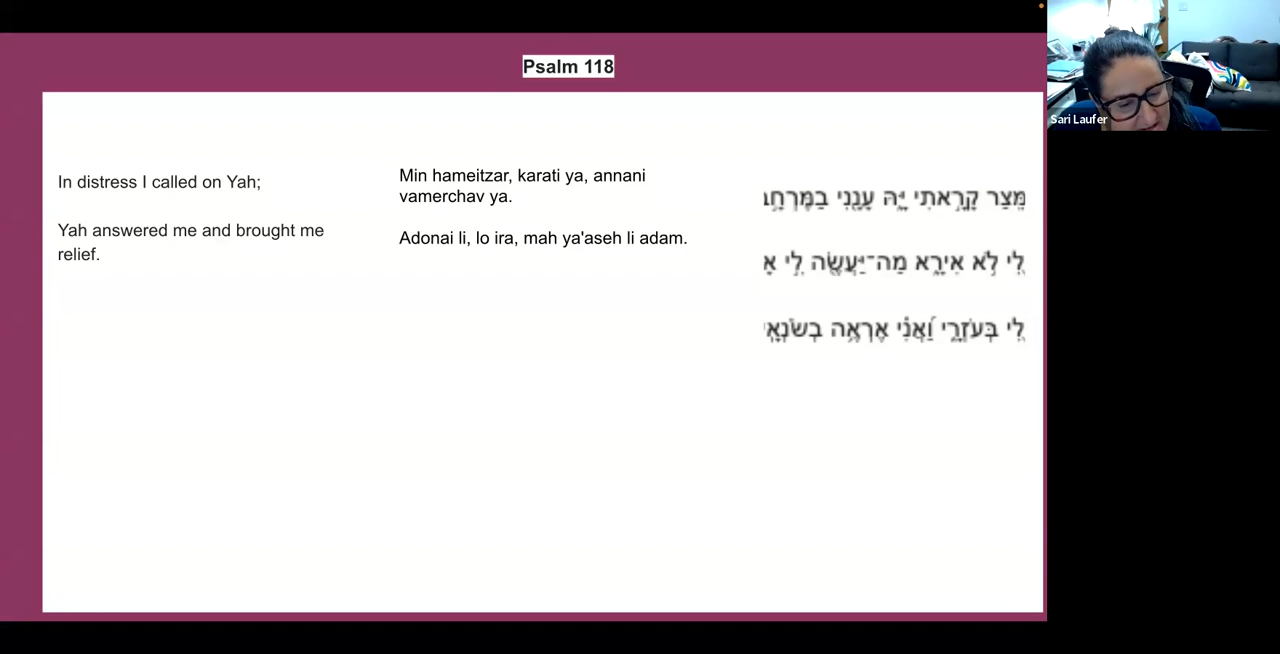 Psalm 118
In distress I called on Yah;
Yah answered me and brought me
relief.
Min hameitzar, karati ya, annani
vamerchav ya.
Adonai li, lo ira, mah ya'aseh li adam.
מֵּצַר קָרָאתִי יָּהּ עָנָנִי
לִי לֹא אִירָא מַה־יַּעֲשֶׂה לִי
לִי בְּעֹזְרָי וַאֲנִי אֶרְאֶה בְשֹׂנְאָי
Sari Laufer